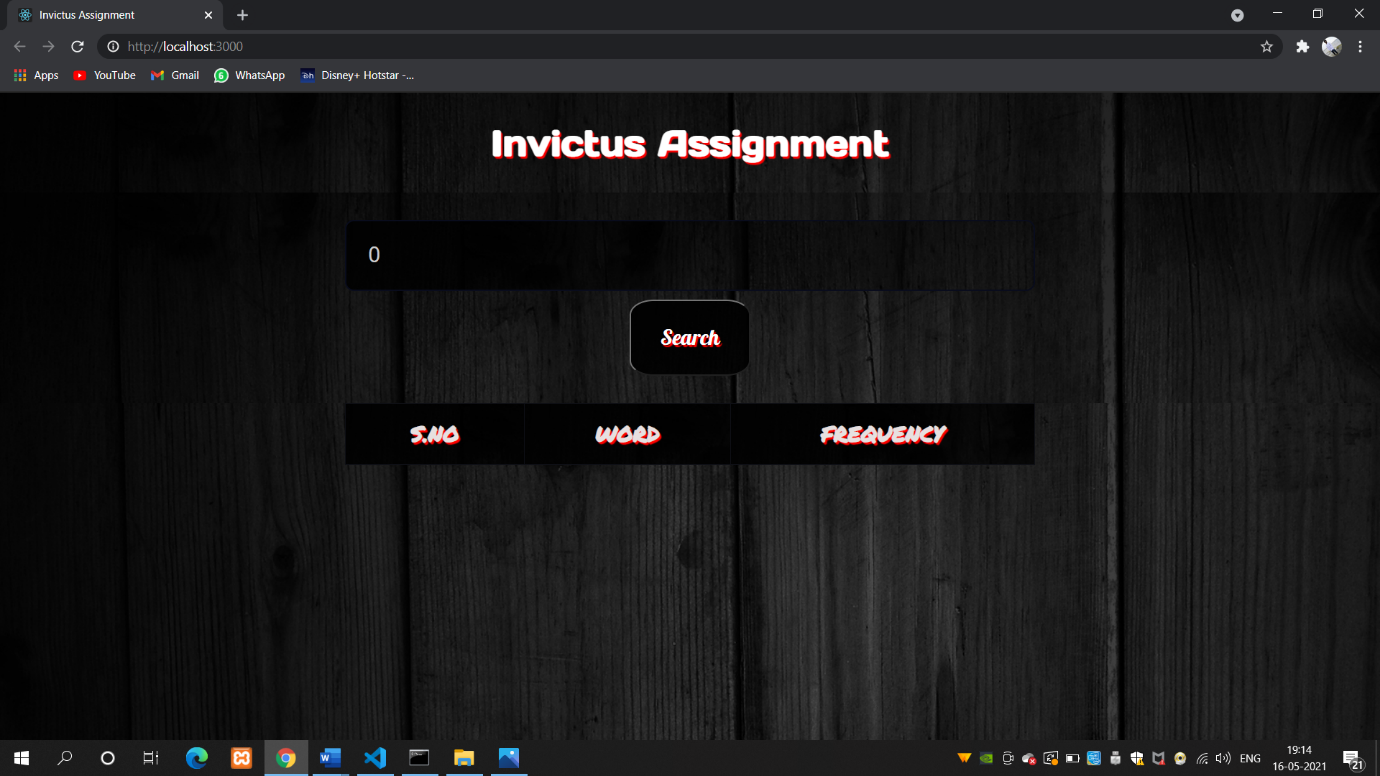 Invictus Assignment
http://localhost:3000
Apps YouTube Gmail 6 WhatsApp Disney+ Hotstar -...
Invictus Assignment
0
Search
S.NO WORD FREQUENCY
ENG
19:14
16-05-2021
21